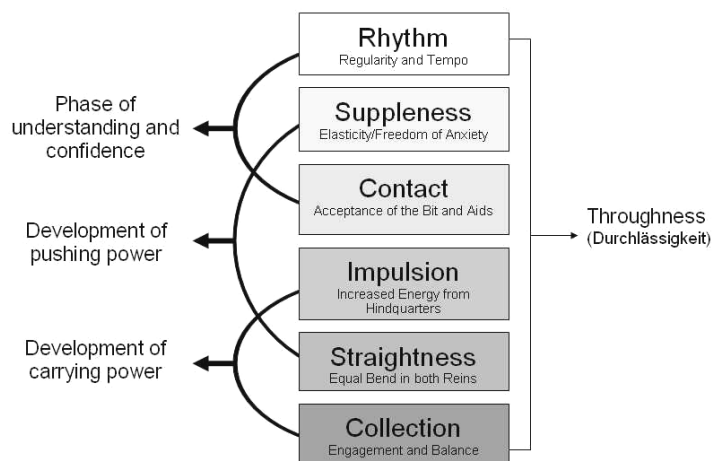 Rhythm
Regularity and Tempo
Suppleness
Elasticity/Freedom of Anxiety
Contact
Acceptance of the Bit and Aids
Impulsion
Increased Energy from
Hindquarters
Straightness
Equal Bend in both Reins
Collection
Engagement and Balance
Phase of
understanding and
confidence
Development of
pushing power
Development of
carrying power
Throughness
(Durchlässigkeit)